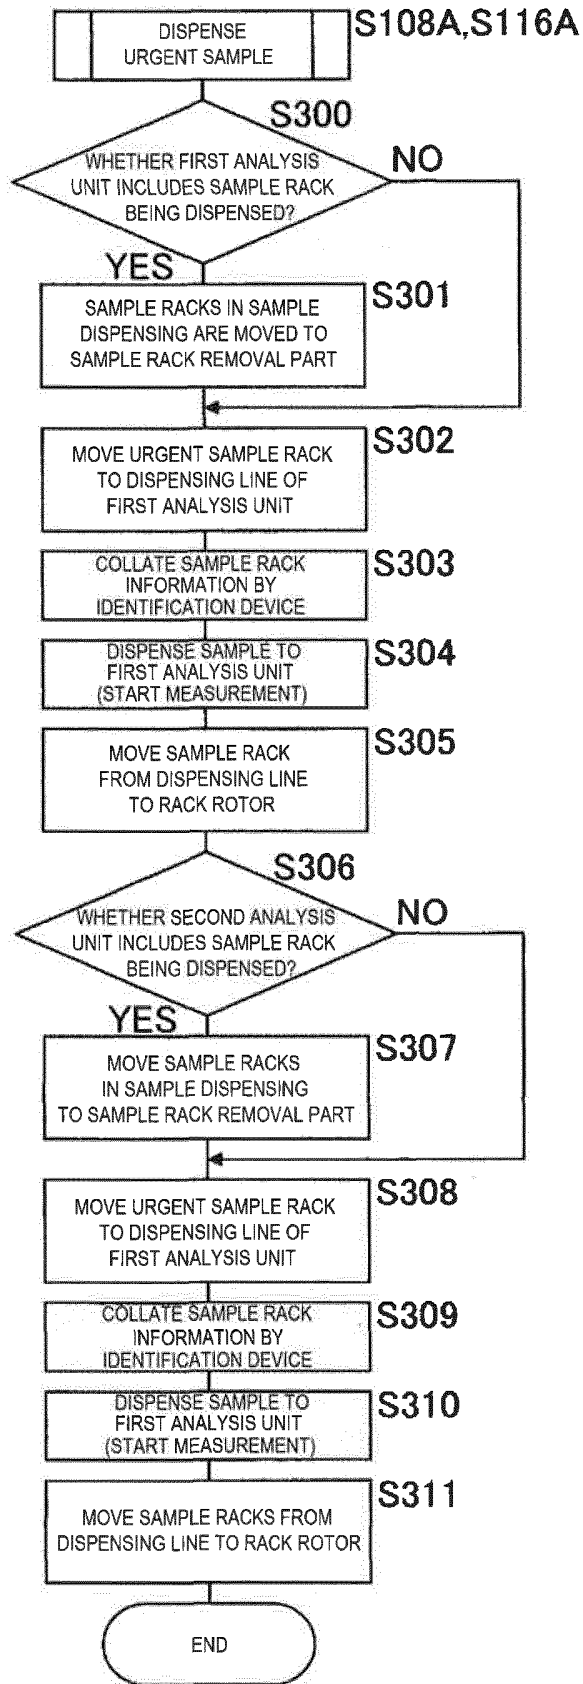 DISPENSE
URGENT SAMPLE
S108A,S116A
S300
WHETHER FIRST ANALYSIS
UNIT INCLUDES SAMPLE RACK
BEING DISPENSED?
NO
YES
S301
SAMPLE RACKS IN SAMPLE
DISPENSING ARE MOVED TO
SAMPLE RACK REMOVAL PART
S302
MOVE URGENT SAMPLE RACK
TO DISPENSING LINE OF
FIRST ANALYSIS UNIT
S303
COLLATE SAMPLE RACK
INFORMATION BY
IDENTIFICATION DEVICE
S304
DISPENSE SAMPLE TO
FIRST ANALYSIS UNIT
(START MEASUREMENT)
S305
MOVE SAMPLE RACK
FROM DISPENSING LINE
TO RACK ROTOR
S306
WHETHER SECOND ANALYSIS
UNIT INCLUDES SAMPLE RACK
BEING DISPENSED?
NO
YES
S307
MOVE SAMPLE RACKS
IN SAMPLE DISPENSING
TO SAMPLE RACK REMOVAL PART
S308
MOVE URGENT SAMPLE RACK
TO DISPENSING LINE OF
FIRST ANALYSIS UNIT
S309
COLLATE SAMPLE RACK
INFORMATION BY
IDENTIFICATION DEVICE
S310
DISPENSE SAMPLE TO
FIRST ANALYSIS UNIT
(START MEASUREMENT)
S311
MOVE SAMPLE RACKS FROM
DISPENSING LINE TO RACK ROTOR
END